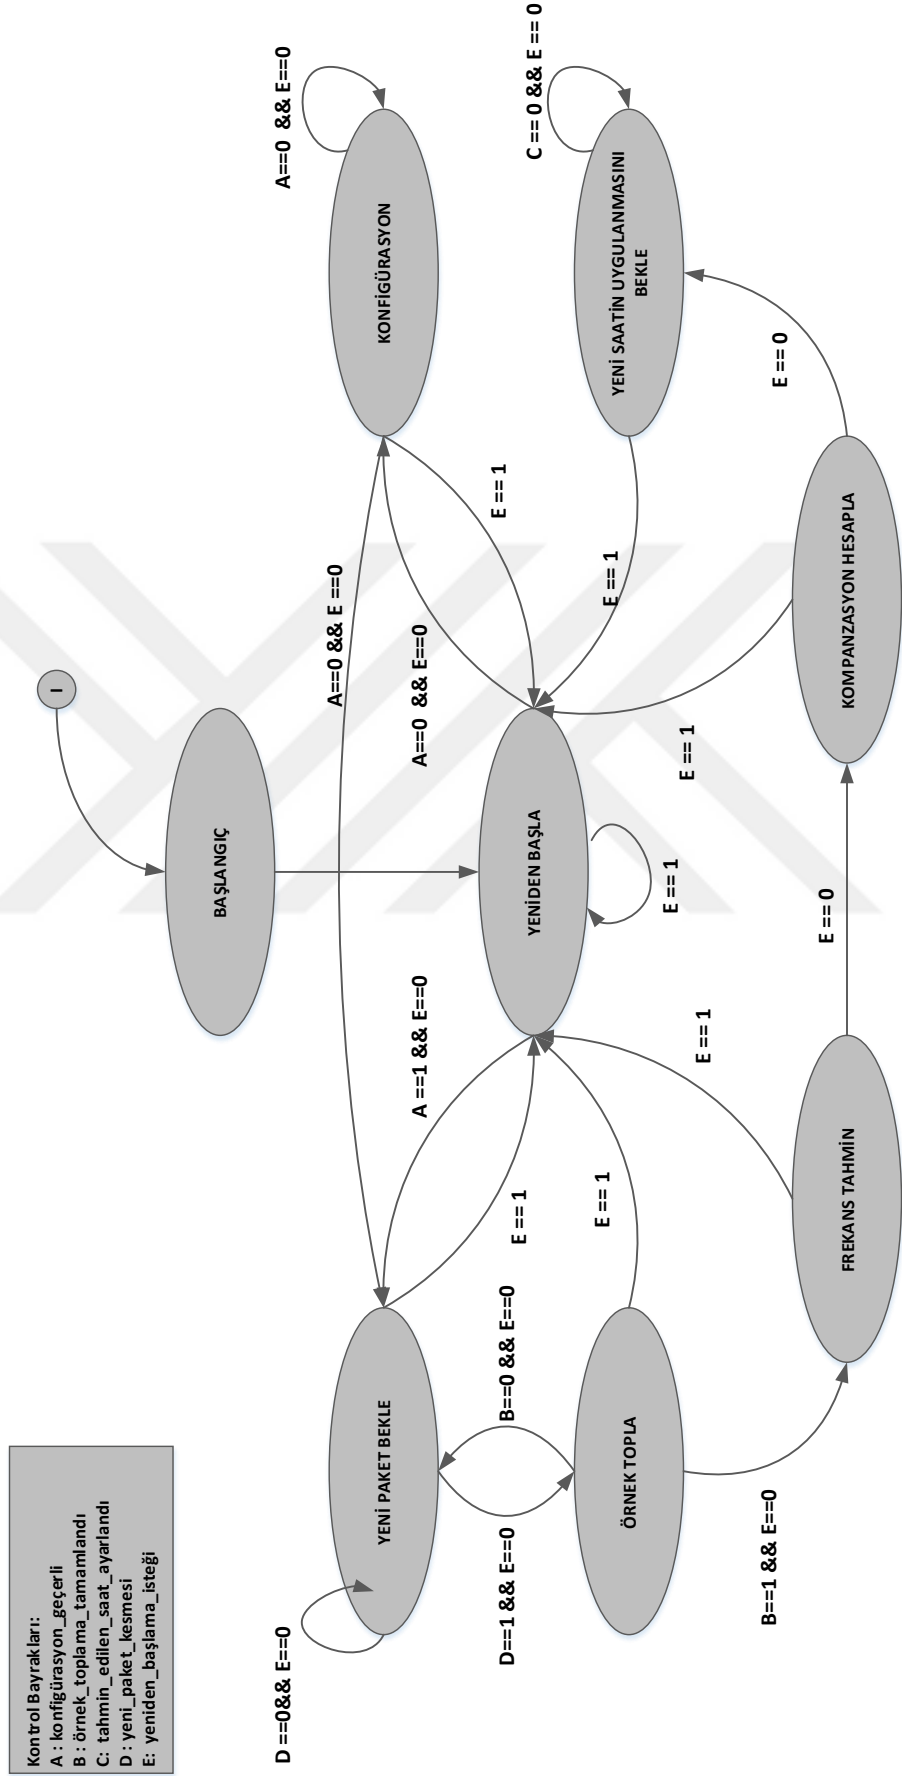 Kontrol Bayrakları:
A : konfigürasyon_geçerli
B : örnek_toplama_tamamlandı
C: tahmin_edilen_saat_ayarlandı
D : yeni_paket_kesmesi
E: yeniden_başlama_isteği
I
BAŞLANGIÇ
D ==0&& E==0
YENİ PAKET BEKLE
A==0 && E ==0
KONFİGÜRASYON
A==0 && E==0
A ==1 && E==0
A==0 && E==0
E == 1
E == 1
D==1 && E==0
B==0 && E==0
YENİDEN BAŞLA
E == 1
C == 0 && E == 0
ÖRNEK TOPLA
E == 1
E == 1
YENİ SAATİN UYGULANMASINI
BEKLE
E == 1
E == 1
E == 0
B==1 && E==0
FREKANS TAHMİN
E == 0
KOMPANZASYON HESAPLA